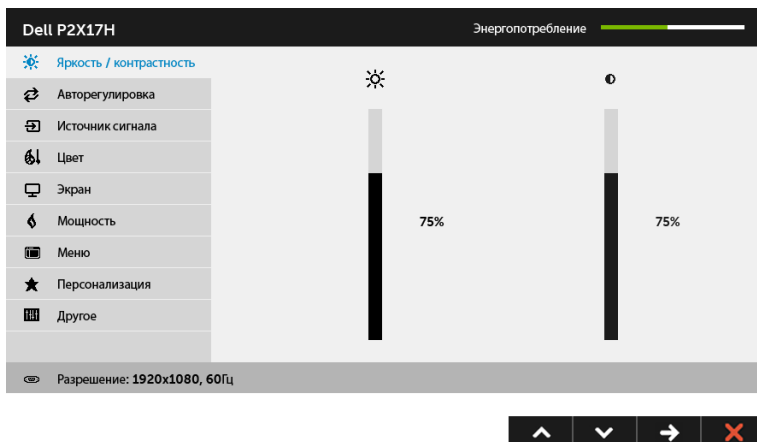 Dell P2X17H
Энергопотребление
Яркость / контрастность
Авторегулировка
Источник сигнала
Цвет
Экран
Мощность
Меню
Персонализация
Другое
75%
75%
Разрешение: 1920x1080, 60Гц